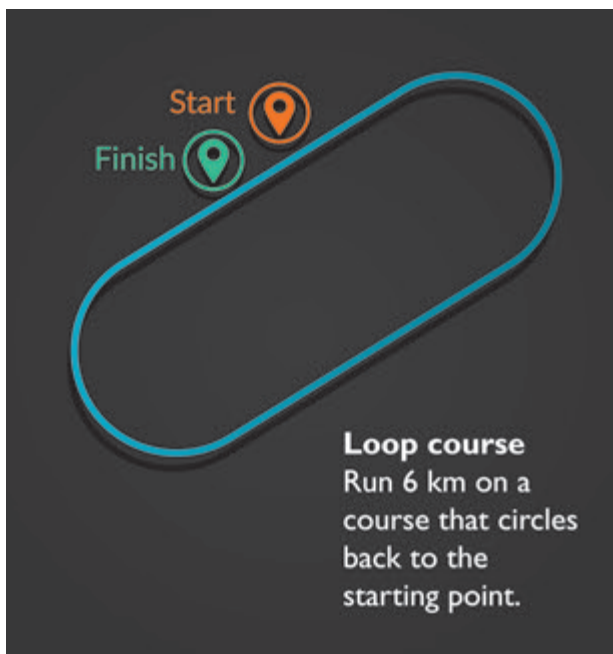 Start
Finish
Loop course
Run 6 km on a
course that circles
back to the
starting point.